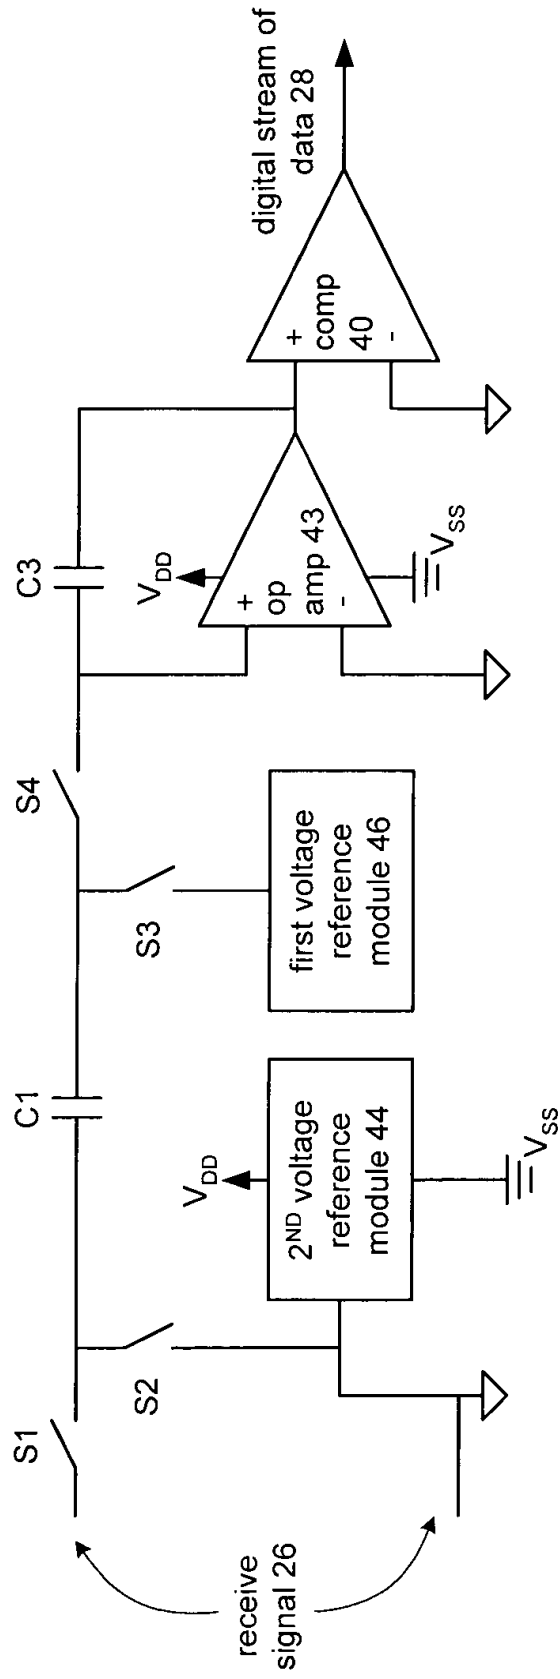 receive
signal 26
S1
S2
C1
V_DD
2^ND voltage
reference
module 44
V_SS
S3
first voltage
reference
module 46
S4
C3
V_DD
+
op
amp 43
-
V_SS
+
comp
40
-
digital stream of
data 28